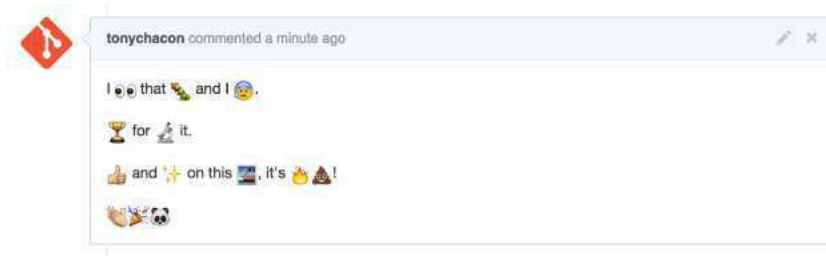 tonychacon commented a minute ago
I 👀 that 🐛 and I 😰.
🏆 for 🔬 it.
👍 and ✨ on this 🚢, it's 🔥💩!
👏🎉🐼